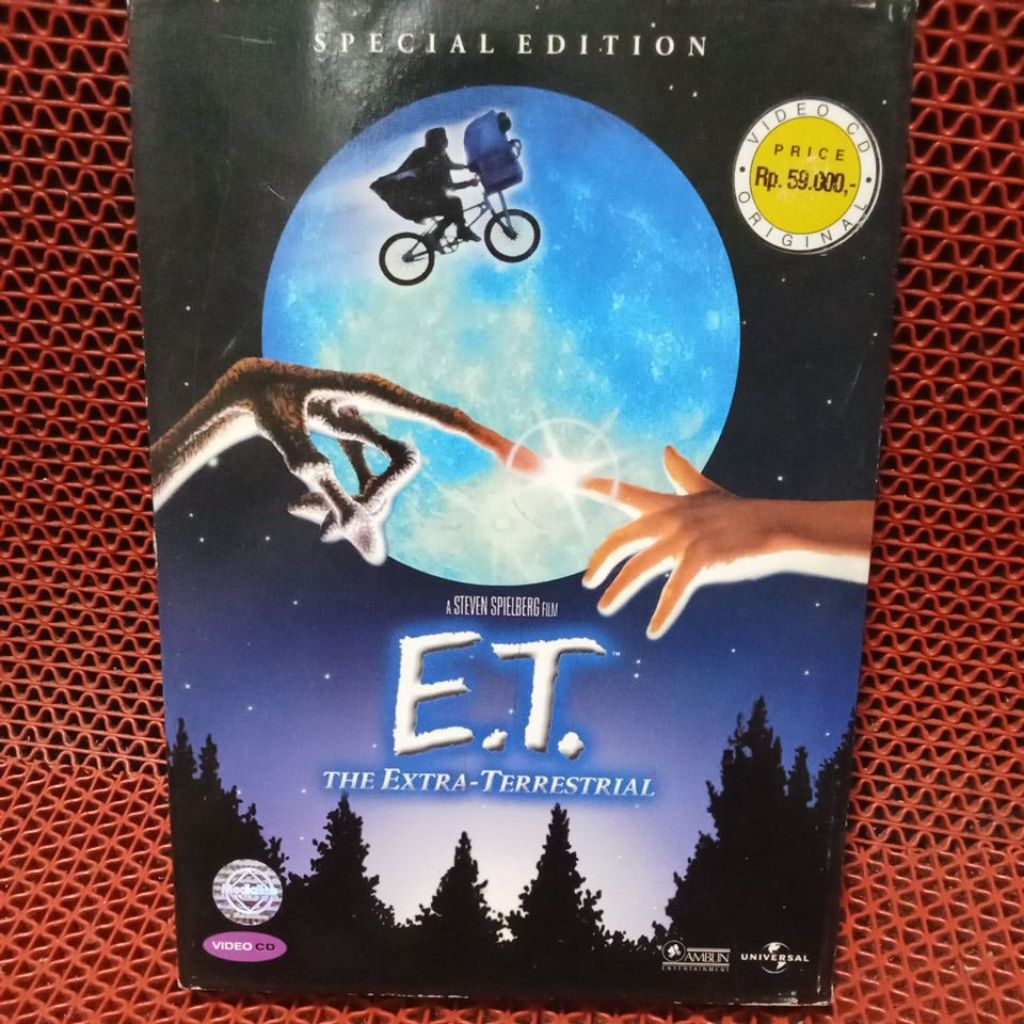 SPECIAL EDITION
VIDEO CD
PRICE
Rp. 59.000,-
ORIGINAL
A STEVEN SPIELBERG FILM
E.T.™
THE EXTRA-TERRESTRIAL
VIDEO CD
AMBLIN
ENTERTAINMENT
UNIVERSAL